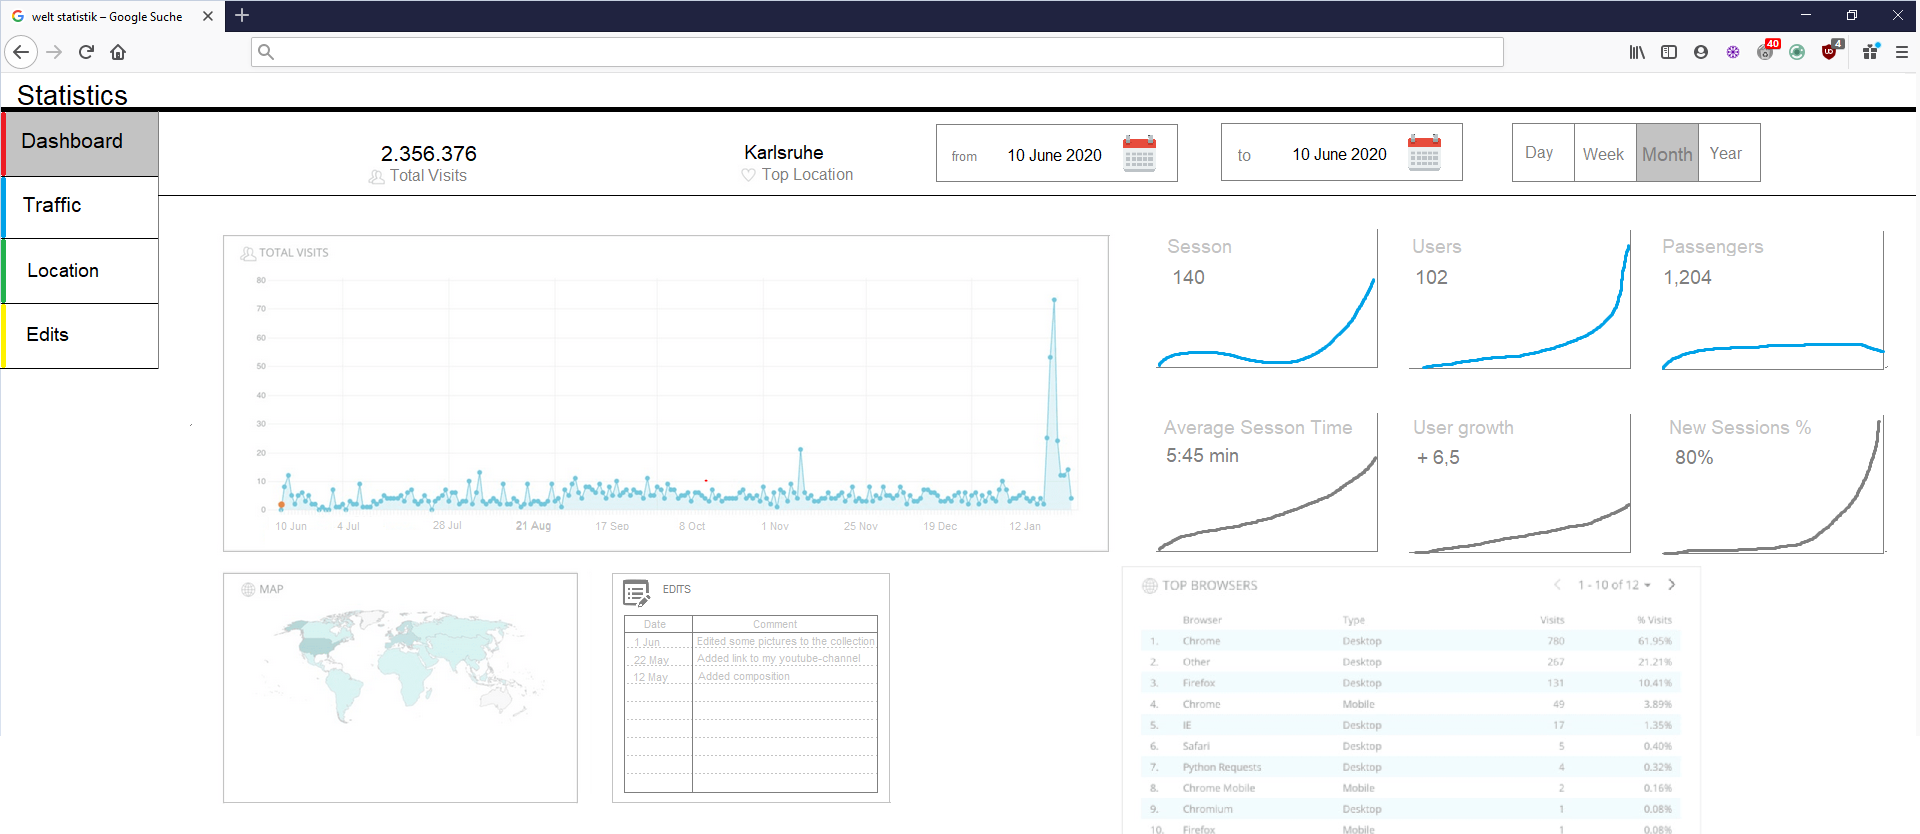 welt statistik – Google Suche
40
4
Statistics
Dashboard
Traffic
Location
Edits
2.356.376
Total Visits
Karlsruhe
Top Location
from 10 June 2020
to 10 June 2020
Day Week Month Year
TOTAL VISITS
80
70
60
50
40
30
20
10
0
10 Jun 4 Jul 28 Jul 21 Aug 17 Sep 8 Oct 1 Nov 25 Nov 19 Dec 12 Jan
Sesson
140
Users
102
Passengers
1,204
Average Sesson Time
5:45 min
User growth
+ 6,5
New Sessions %
80%
MAP
EDITS
Date Comment
1 Jun Edited some pictures to the collection
22 May Added link to my youtube-channel
12 May Added composition
TOP BROWSERS 1 - 10 of 12
Browser Type Visits % Visits
1. Chrome Desktop 780 61.95%
2. Other Desktop 267 21.21%
3. Firefox Desktop 131 10.41%
4. Chrome Mobile 49 3.89%
5. IE Desktop 17 1.35%
6. Safari Desktop 5 0.40%
7. Python Requests Desktop 4 0.32%
8. Chrome Mobile Mobile 2 0.16%
9. Chromium Desktop 1 0.08%
10. Firefox Mobile 1 0.08%